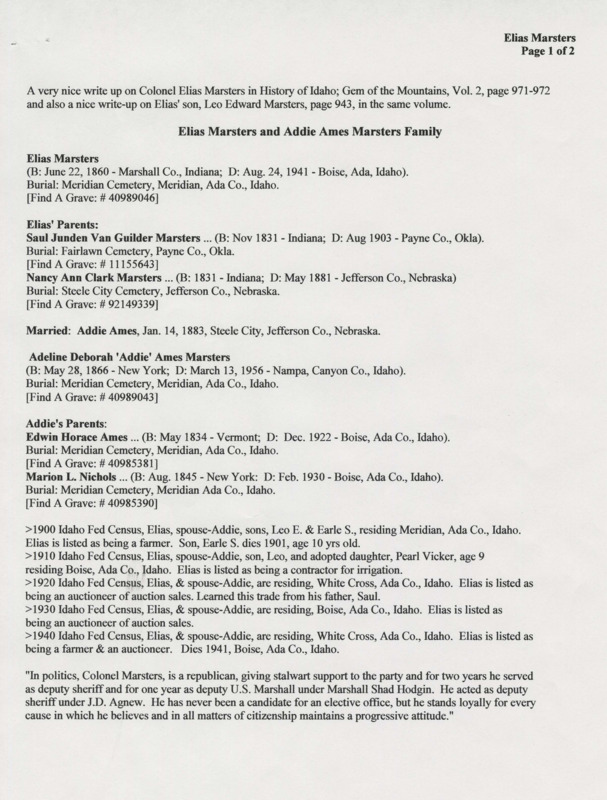 Elias Marsters
Page 1 of 2
A very nice write up on Colonel Elias Marsters in History of Idaho; Gem of the Mountains, Vol. 2, page 971-972
and also a nice write-up on Elias' son, Leo Edward Marsters, page 943, in the same volume.
Elias Marsters and Addie Ames Marsters Family
Elias Marsters
(B: June 22, 1860 - Marshall Co., Indiana; D: Aug. 24, 1941 - Boise, Ada, Idaho).
Burial: Meridian Cemetery, Meridian, Ada Co., Idaho.
[Find A Grave: # 40989046]
Elias' Parents:
Saul Junden Van Guilder Marsters ... (B: Nov 1831 - Indiana; D: Aug 1903 - Payne Co., Okla).
Burial: Fairlawn Cemetery, Payne Co., Okla.
[Find A Grave: # 11155643]
Nancy Ann Clark Marsters ... (B: 1831 - Indiana; D: May 1881 - Jefferson Co., Nebraska)
Burial: Steele City Cemetery, Jefferson Co., Nebraska.
[Find A Grave: # 92149339]
Married: Addie Ames, Jan. 14, 1883, Steele City, Jefferson Co., Nebraska.
Adeline Deborah 'Addie' Ames Marsters
(B: May 28, 1866 - New York; D: March 13, 1956 - Nampa, Canyon Co., Idaho).
Burial: Meridian Cemetery, Meridian, Ada Co., Idaho.
[Find A Grave: # 40989043]
Addie's Parents:
Edwin Horace Ames ... (B: May 1834 - Vermont; D: Dec. 1922 - Boise, Ada Co., Idaho).
Burial: Meridian Cemetery, Meridian, Ada Co., Idaho.
[Find A Grave: # 40985381]
Marion L. Nichols ... (B: Aug. 1845 - New York: D: Feb. 1930 - Boise, Ada Co., Idaho).
Burial: Meridian Cemetery, Meridian Ada Co., Idaho.
[Find A Grave: # 40985390]
>1900 Idaho Fed Census, Elias, spouse-Addie, sons, Leo E. & Earle S., residing Meridian, Ada Co., Idaho.
Elias is listed as being a farmer. Son, Earle S. dies 1901, age 10 yrs old.
>1910 Idaho Fed Census, Elias, spouse-Addie, son, Leo, and adopted daughter, Pearl Vicker, age 9
residing Boise, Ada Co., Idaho. Elias is listed as being a contractor for irrigation.
>1920 Idaho Fed Census, Elias, & spouse-Addie, are residing, White Cross, Ada Co., Idaho. Elias is listed as
being an auctioneer of auction sales. Learned this trade from his father, Saul.
>1930 Idaho Fed Census, Elias, & spouse-Addie, are residing, Boise, Ada Co., Idaho. Elias is listed as
being an auctioneer of auction sales.
>1940 Idaho Fed Census, Elias, & spouse-Addie, are residing, White Cross, Ada Co., Idaho. Elias is listed as
being a farmer & an auctioneer. Dies 1941, Boise, Ada Co., Idaho.
"In politics, Colonel Marsters, is a republican, giving stalwart support to the party and for two years he served
as deputy sheriff and for one year as deputy U.S. Marshall under Marshall Shad Hodgin. He acted as deputy
sheriff under J.D. Agnew. He has never been a candidate for an elective office, but he stands loyally for every
cause in which he believes and in all matters of citizenship maintains a progressive attitude."